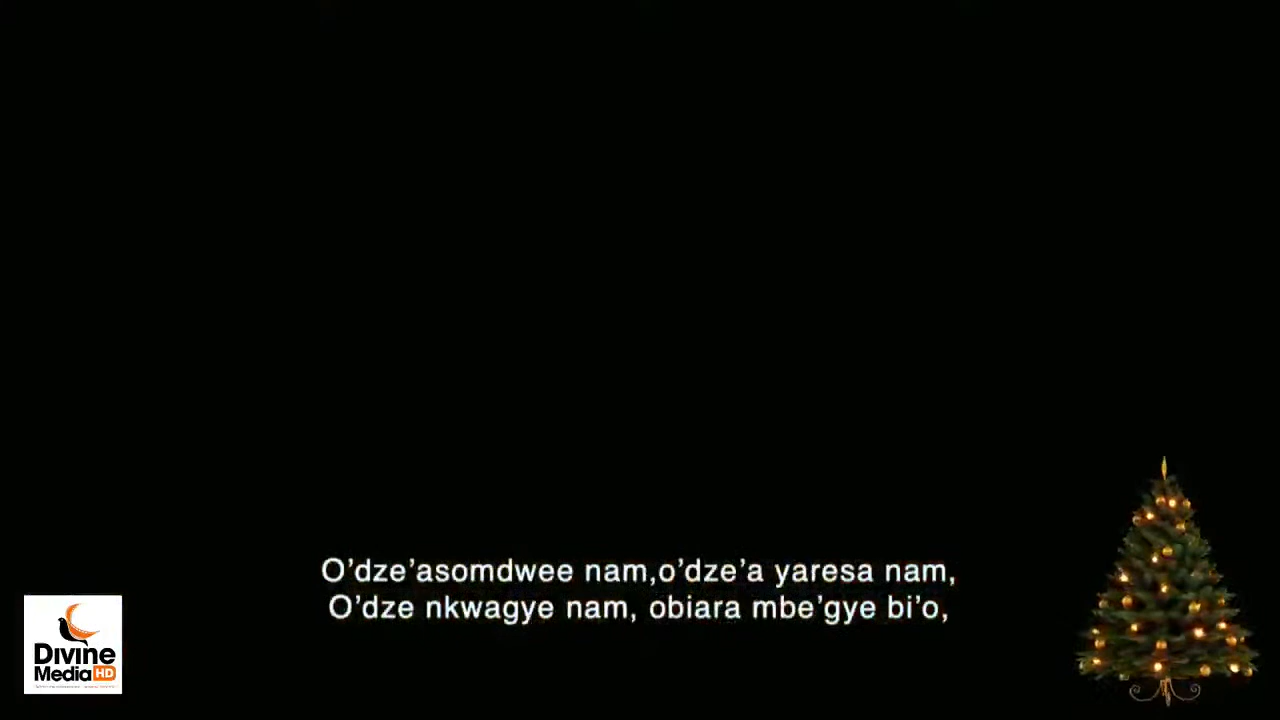 O’dze’asomdwee nam,o’dze’a yaresa nam,
O’dze nkwagye nam, obiara mbe’gye bi’o,
Divine
Media HD